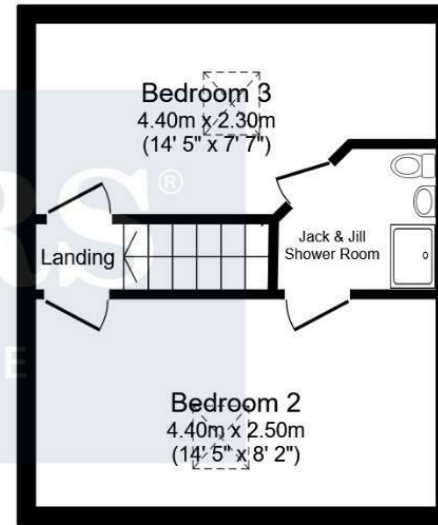 Bedroom 3
4.40m x 2.30m
(14' 5" x 7' 7")
RS®
Landing
Jack & Jill
Shower Room
E
Bedroom 2
4.40m x 2.50m
(14' 5" x 8' 2")